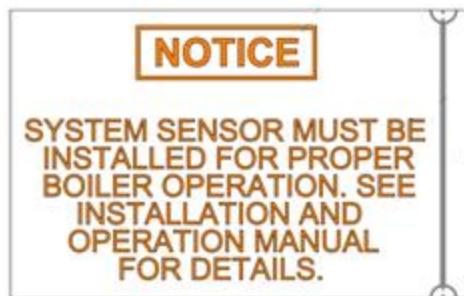 NOTICE
SYSTEM SENSOR MUST BE
INSTALLED FOR PROPER
BOILER OPERATION. SEE
INSTALLATION AND
OPERATION MANUAL
FOR DETAILS.